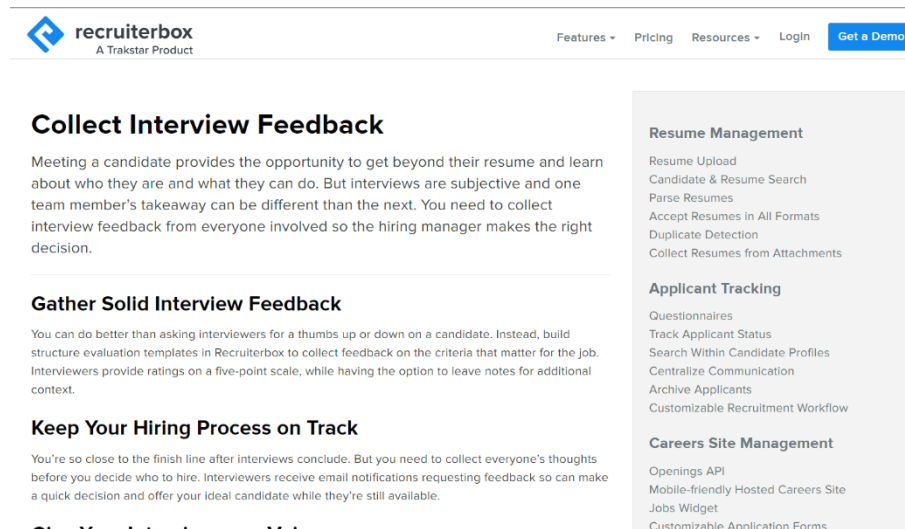 recruiterbox
A Trakstar Product
Features Pricing Resources Login Get a Demo
Collect Interview Feedback
Meeting a candidate provides the opportunity to get beyond their resume and learn
about who they are and what they can do. But interviews are subjective and one
team member's takeaway can be different than the next. You need to collect
interview feedback from everyone involved so the hiring manager makes the right
decision.
Gather Solid Interview Feedback
You can do better than asking interviewers for a thumbs up or down on a candidate. Instead, build
structure evaluation templates in Recruiterbox to collect feedback on the criteria that matter for the job.
Interviewers provide ratings on a five-point scale, while having the option to leave notes for additional
context.
Keep Your Hiring Process on Track
You're so close to the finish line after interviews conclude. But you need to collect everyone's thoughts
before you decide who to hire. Interviewers receive email notifications requesting feedback so can make
a quick decision and offer your ideal candidate while they're still available.
Resume Management
Resume Upload
Candidate & Resume Search
Parse Resumes
Accept Resumes in All Formats
Duplicate Detection
Collect Resumes from Attachments
Applicant Tracking
Questionnaires
Track Applicant Status
Search Within Candidate Profiles
Centralize Communication
Archive Applicants
Customizable Recruitment Workflow
Careers Site Management
Openings API
Mobile-friendly Hosted Careers Site
Jobs Widget
Customizable Application Forms